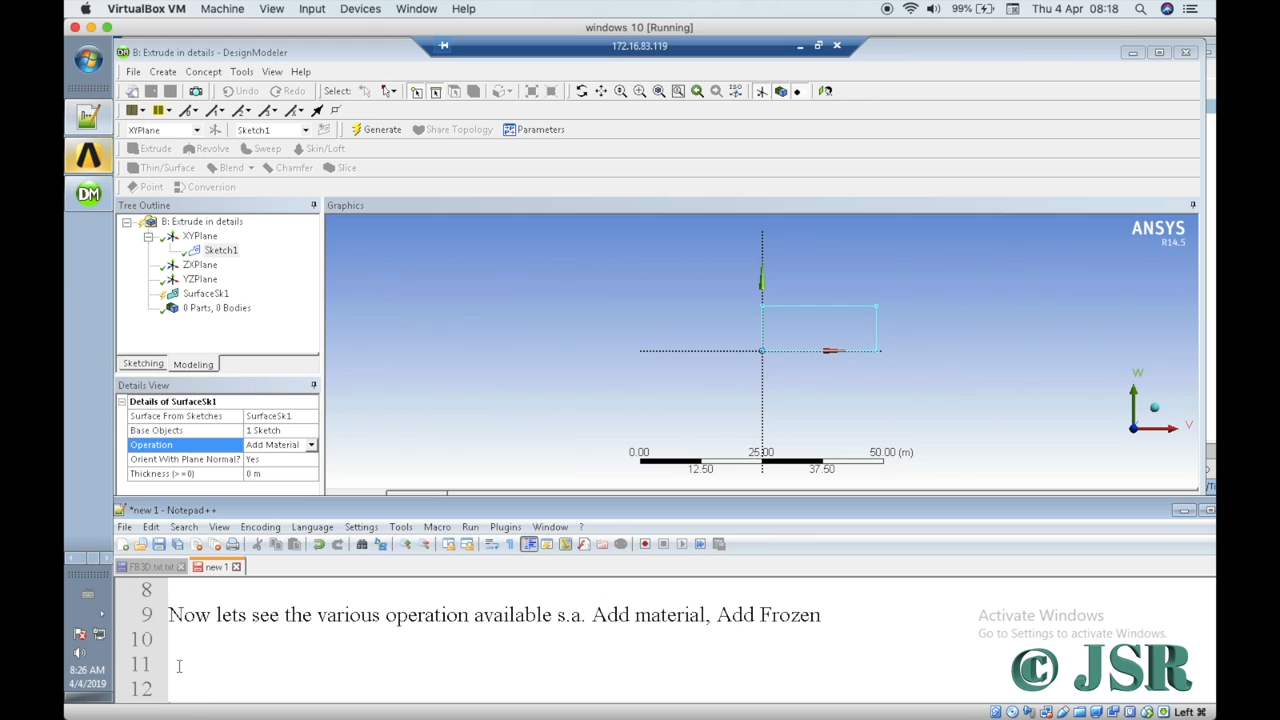 VirtualBox VM Machine View Input Devices Window Help 99% Thu 4 Apr 08:18
windows 10 [Running]
B: Extrude in details - DesignModeler
172.16.83.119
File Create Concept Tools View Help
Undo Redo Select:
XYPlane Sketch1 Generate Share Topology Parameters
Extrude Revolve Sweep Skin/Loft
Thin/Surface Blend Chamfer Slice
Point Conversion
Tree Outline
Graphics
B: Extrude in details
XYPlane
Sketch1
ZXPlane
YZPlane
SurfaceSk1
0 Parts, 0 Bodies
Sketching Modeling
ANSYS
R14.5
W
V
0.00 25.00 50.00 (m)
12.50 37.50
Details View
Details of SurfaceSk1
Surface From Sketches SurfaceSk1
Base Objects 1 Sketch
Operation Add Material
Orient With Plane Normal? Yes
Thickness (>=0) 0 m
*new 1 - Notepad++
File Edit Search View Encoding Language Settings Tools Macro Run Plugins Window ?
FB3D.txt.txt new 1
8
9 Now lets see the various operation available s.a. Add material, Add Frozen
10
11
12
Activate Windows
Go to Settings to activate Windows.
© JSR
8:26 AM
4/4/2019
Left ⌘